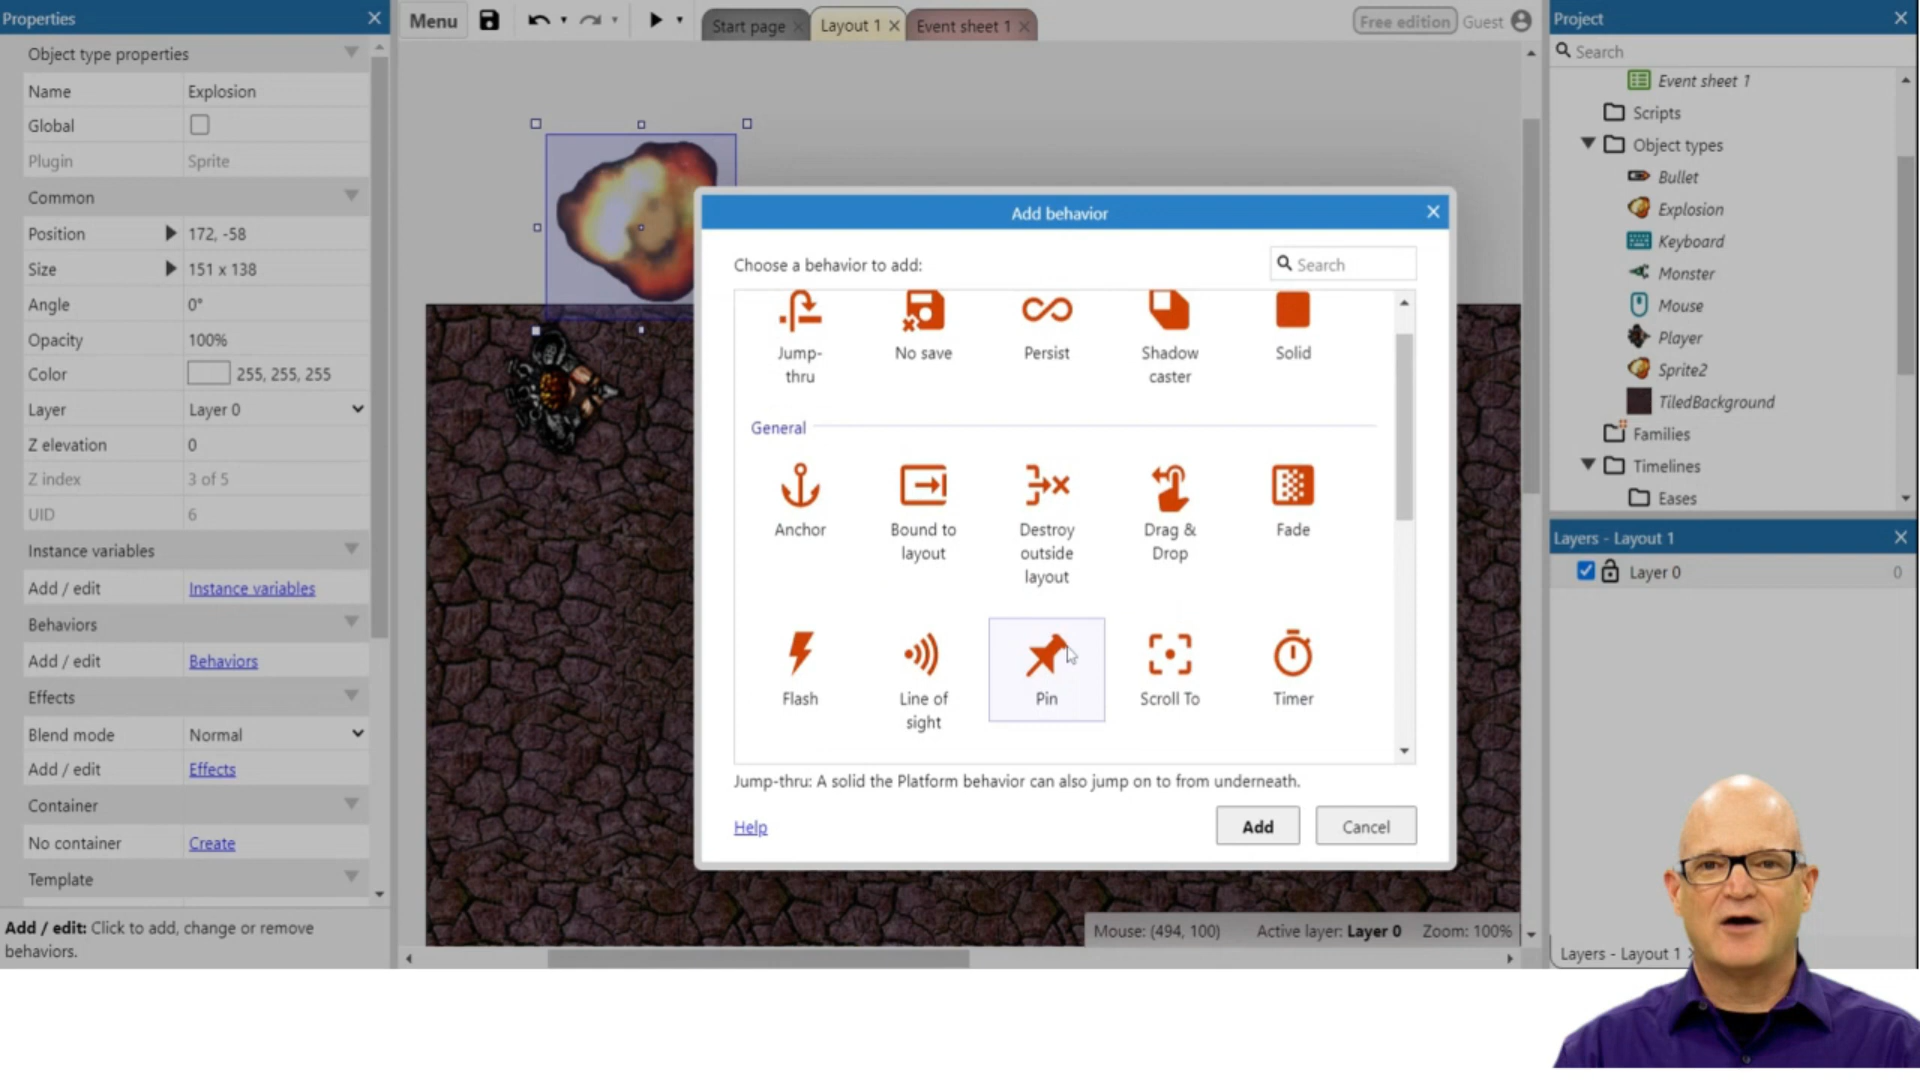 Properties
Object type properties
Name Explosion
Global
Plugin Sprite
Common
Position 172, -58
Size 151 x 138
Angle 0°
Opacity 100%
Color 255, 255, 255
Layer Layer 0
Z elevation 0
Z index 3 of 5
UID 6
Instance variables
Add / edit Instance variables
Behaviors
Add / edit Behaviors
Effects
Blend mode Normal
Add / edit Effects
Container
No container Create
Template
Add / edit: Click to add, change or remove
behaviors.
Menu
Start page
Layout 1
Event sheet 1
Free edition Guest
Add behavior
Choose a behavior to add:
Search
Jump-
thru
No save
Persist
Shadow
caster
Solid
General
Anchor
Bound to
layout
Destroy
outside
layout
Drag &
Drop
Fade
Flash
Line of
sight
Pin
Scroll To
Timer
Jump-thru: A solid the Platform behavior can also jump on to from underneath.
Help
Add
Cancel
Mouse: (494, 100) Active layer: Layer 0 Zoom: 100%
Project
Search
Event sheet 1
Scripts
Object types
Bullet
Explosion
Keyboard
Monster
Mouse
Player
Sprite2
TiledBackground
Families
Timelines
Eases
Layers - Layout 1
Layer 0 0
Layers - Layout 1